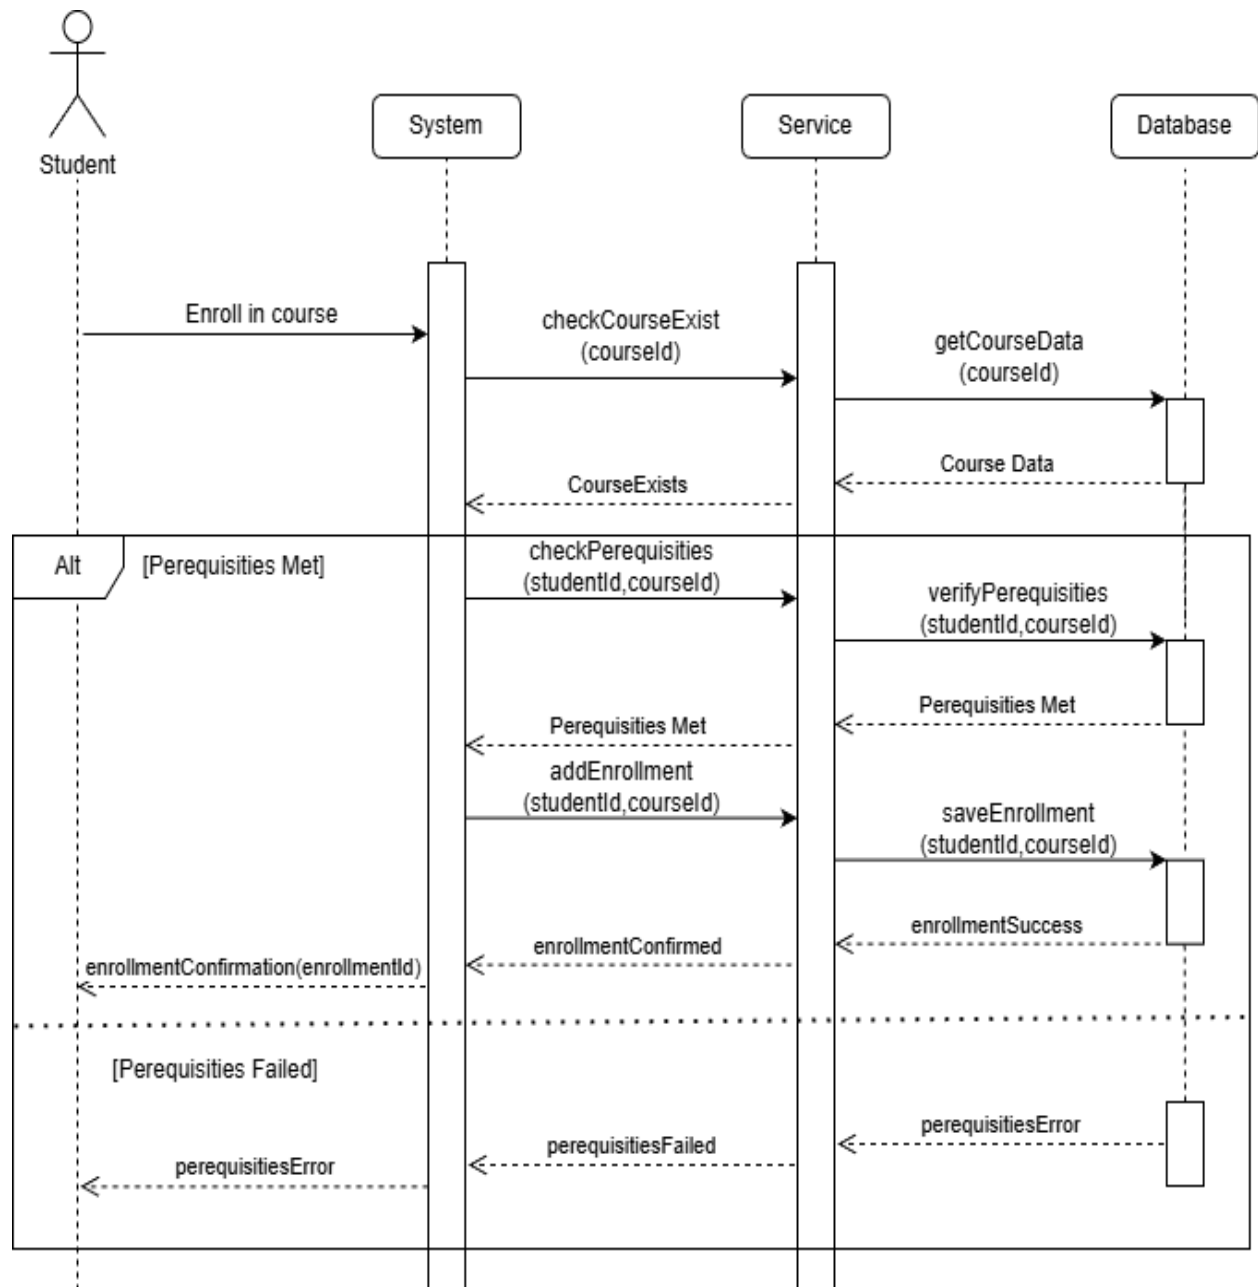 Student
System
Service
Database
Enroll in course
checkCourseExist
(courseId)
getCourseData
(courseId)
Course Data
CourseExists
Alt
[Perequisities Met]
checkPerequisities
(studentId,courseId)
verifyPerequisities
(studentId,courseId)
Perequisities Met
Perequisities Met
addEnrollment
(studentId,courseId)
saveEnrollment
(studentId,courseId)
enrollmentSuccess
enrollmentConfirmed
enrollmentConfirmation(enrollmentId)
[Perequisities Failed]
perequisitiesError
perequisitiesFailed
perequisitiesError